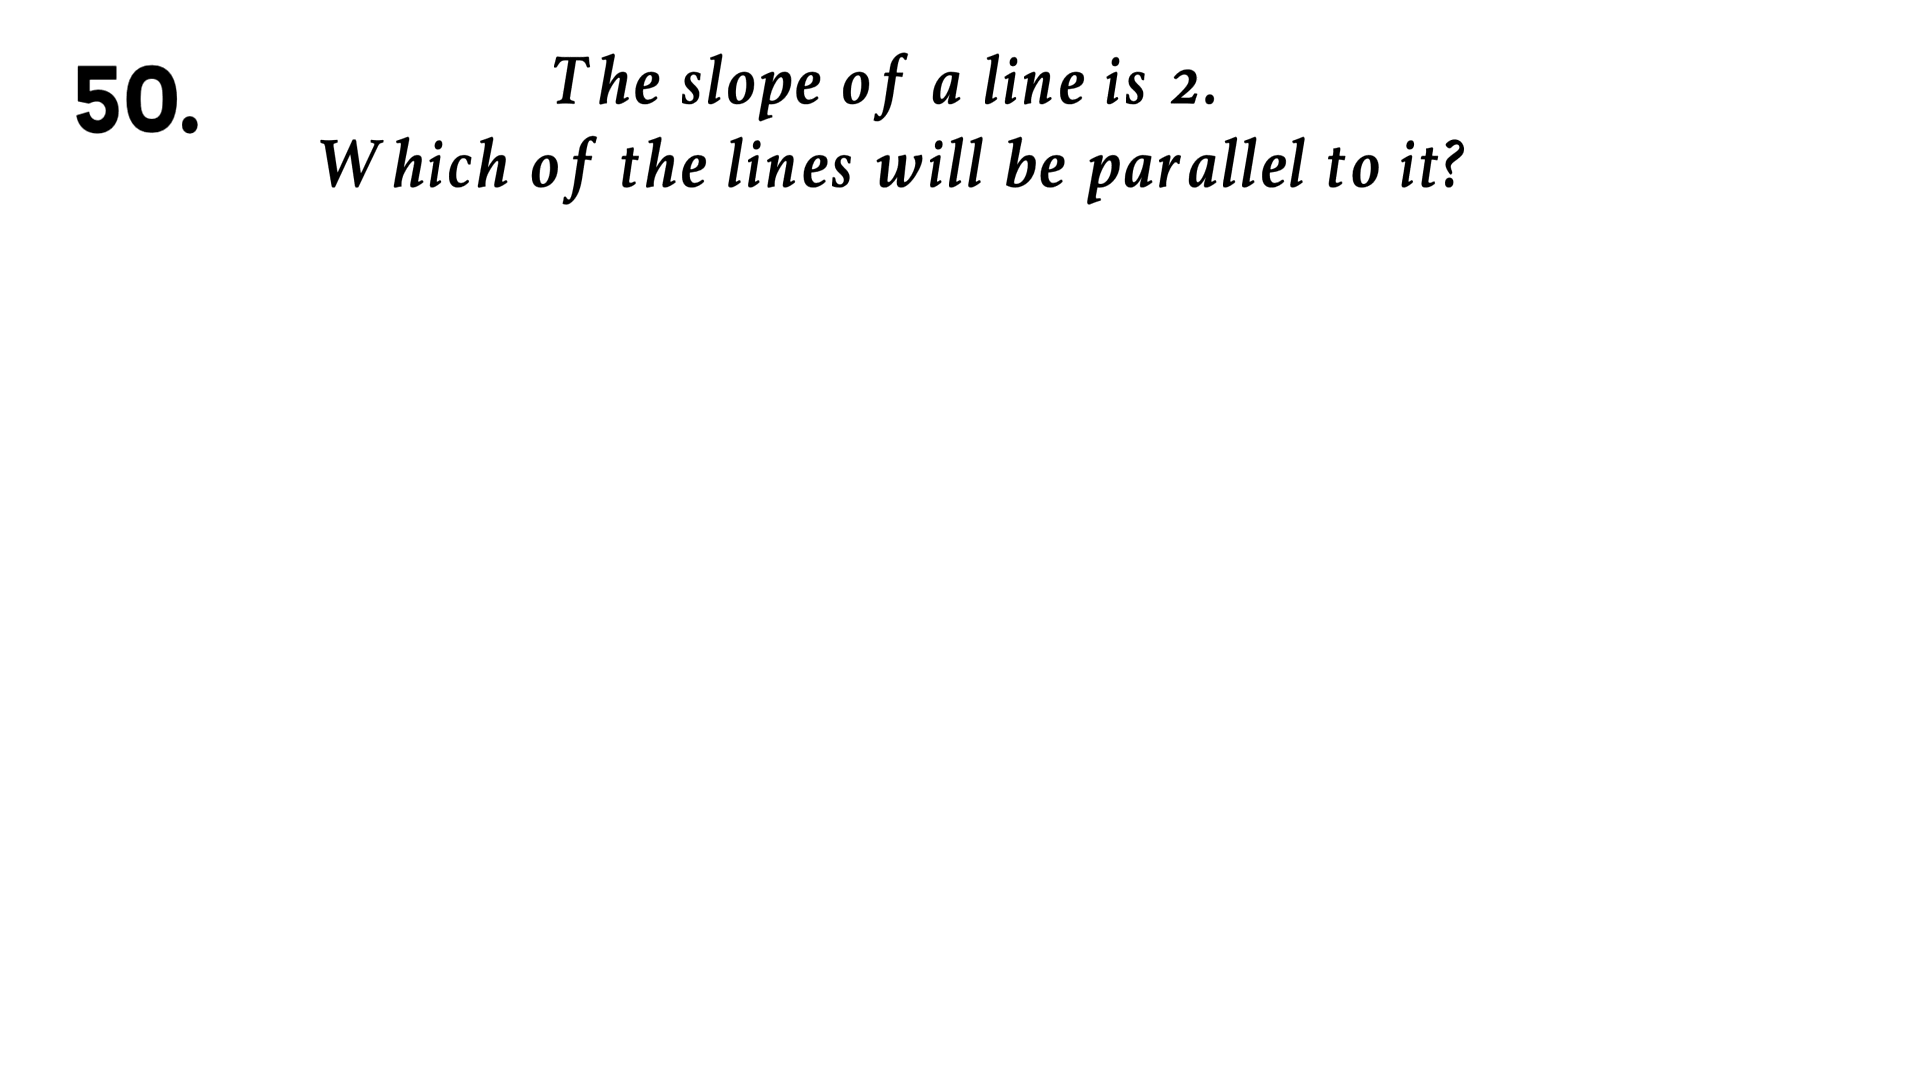 50.
The slope of a line is 2.
Which of the lines will be parallel to it?